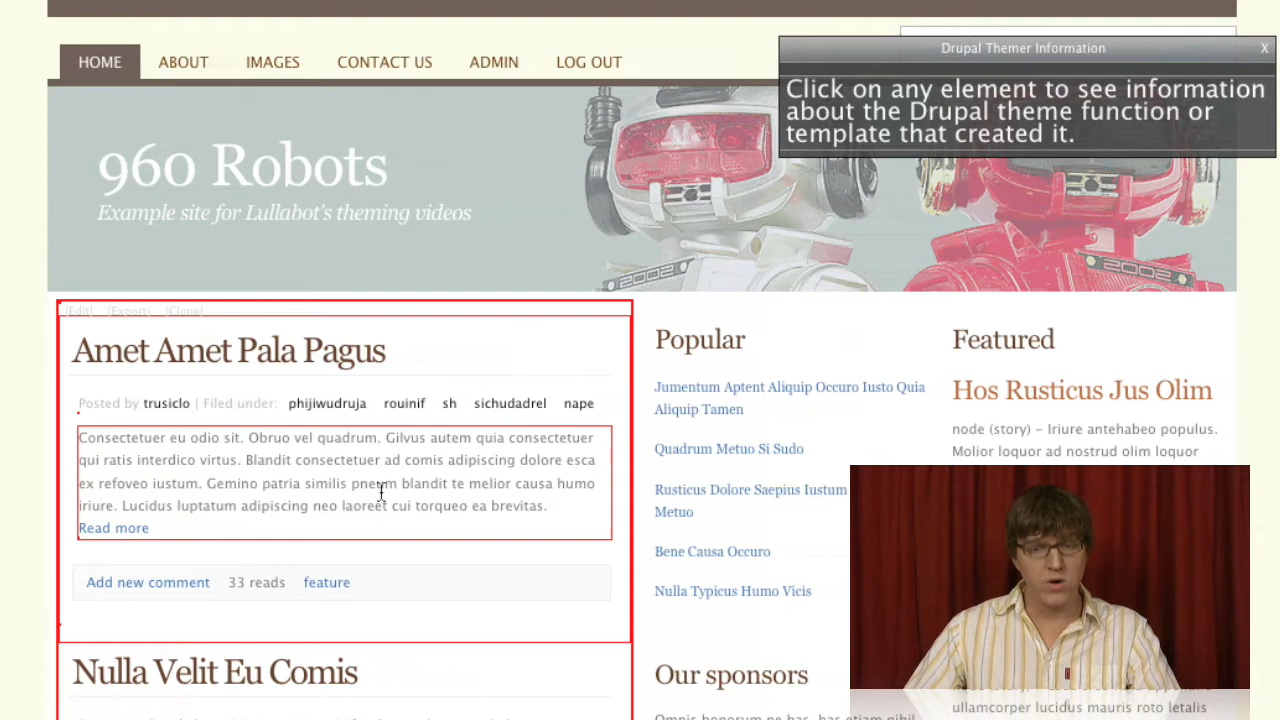 HOME ABOUT IMAGES CONTACT US ADMIN LOG OUT
Drupal Themer Information X
Click on any element to see information
about the Drupal theme function or
template that created it.
960 Robots
Example site for Lullabot's theming videos
2002
2002
[Edit] [Export] [Clone]
Amet Amet Pala Pagus
Posted by trusiclo | Filed under: phijiwudruja rouinif sh sichudadrel nape
Consectetuer eu odio sit. Obruo vel quadrum. Gilvus autem quia consectetuer
qui ratis interdico virtus. Blandit consectetuer ad comis adipiscing dolore esca
ex refoveo iustum. Gemino patria similis pneum blandit te melior causa humo
iriure. Lucidus luptatum adipiscing neo laoreet cui torqueo ea brevitas.
Read more
Add new comment 33 reads feature
Nulla Velit Eu Comis
Popular
Jumentum Aptent Aliquip Occuro Iusto Quia
Aliquip Tamen
Quadrum Metuo Si Sudo
Rusticus Dolore Saepius Iustum
Metuo
Bene Causa Occuro
Nulla Typicus Humo Vicis
Our sponsors
Featured
Hos Rusticus Jus Olim
node (story) – Iriure antehabeo populus.
Molior loquor ad nostrud olim loquor
ullamcorper lucidus mauris roto letalis